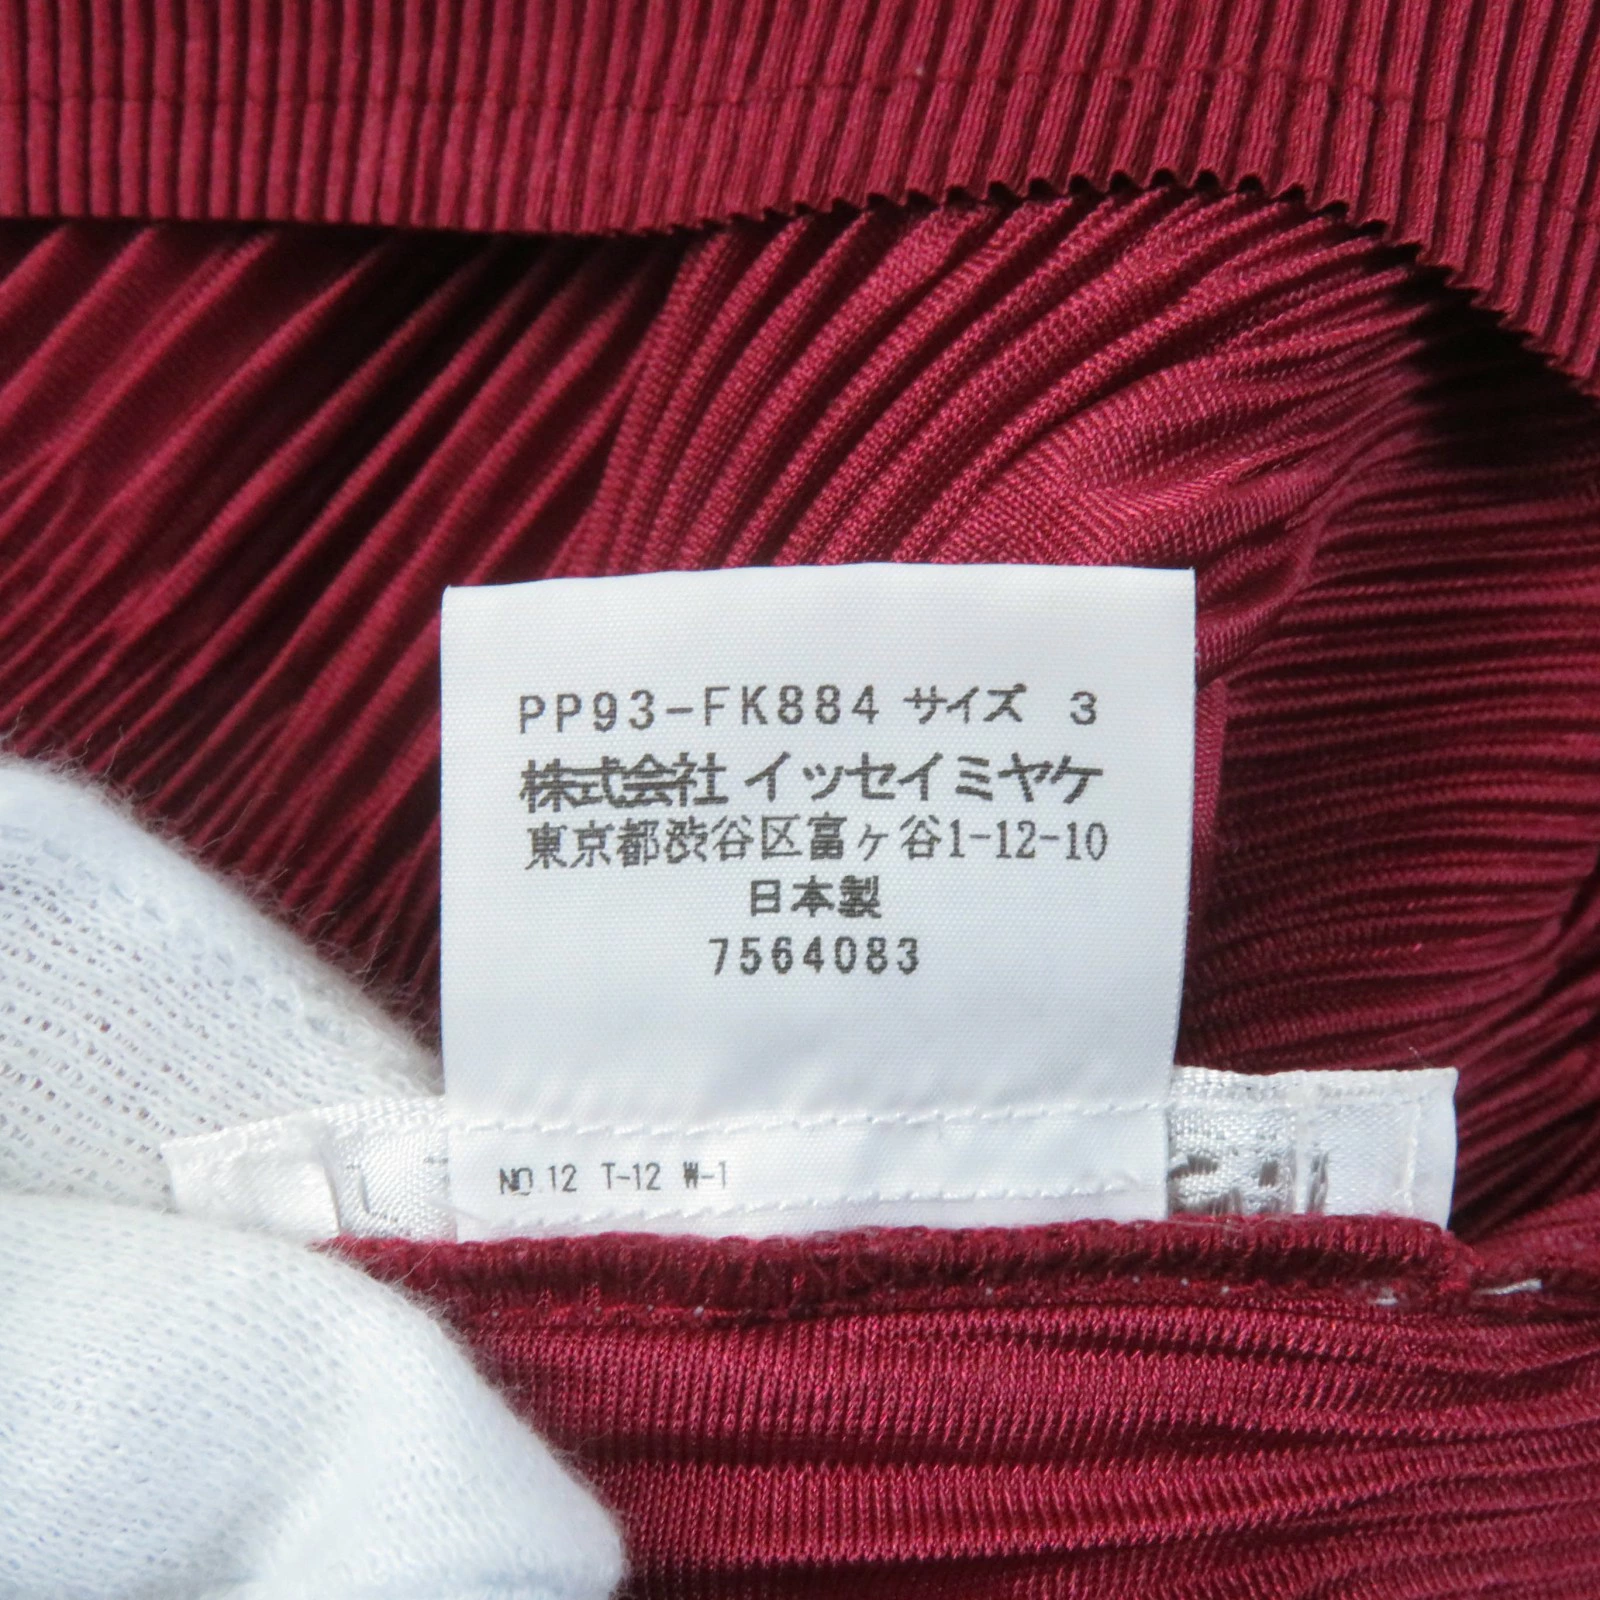 PP93-FK884 サイズ 3
株式会社 イッセイミヤケ
東京都渋谷区富ヶ谷1-12-10
日本製
7564083
NO.12 T-12 W-1